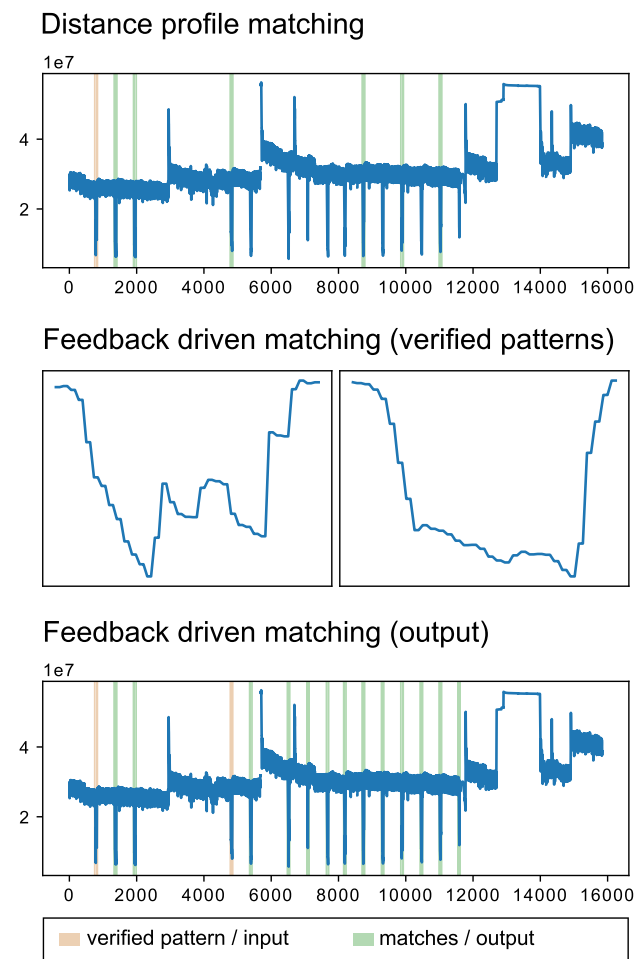 Distance profile matching
1e7
4
2
0 2000 4000 6000 8000 10000 12000 14000 16000
Feedback driven matching (verified patterns)
Feedback driven matching (output)
1e7
4
2
0 2000 4000 6000 8000 10000 12000 14000 16000
verified pattern / input matches / output